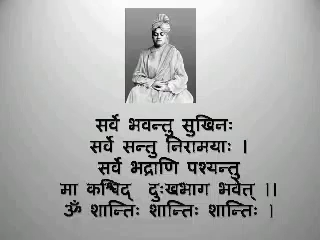 सर्वे भवन्तु सुखिनः
सर्वे सन्तु निरामयाः ।
सर्वे भद्राणि पश्यन्तु
मा कश्चिद् दुःखभाग भवेत् ।।
ॐ शान्तिः शान्तिः शान्तिः ।